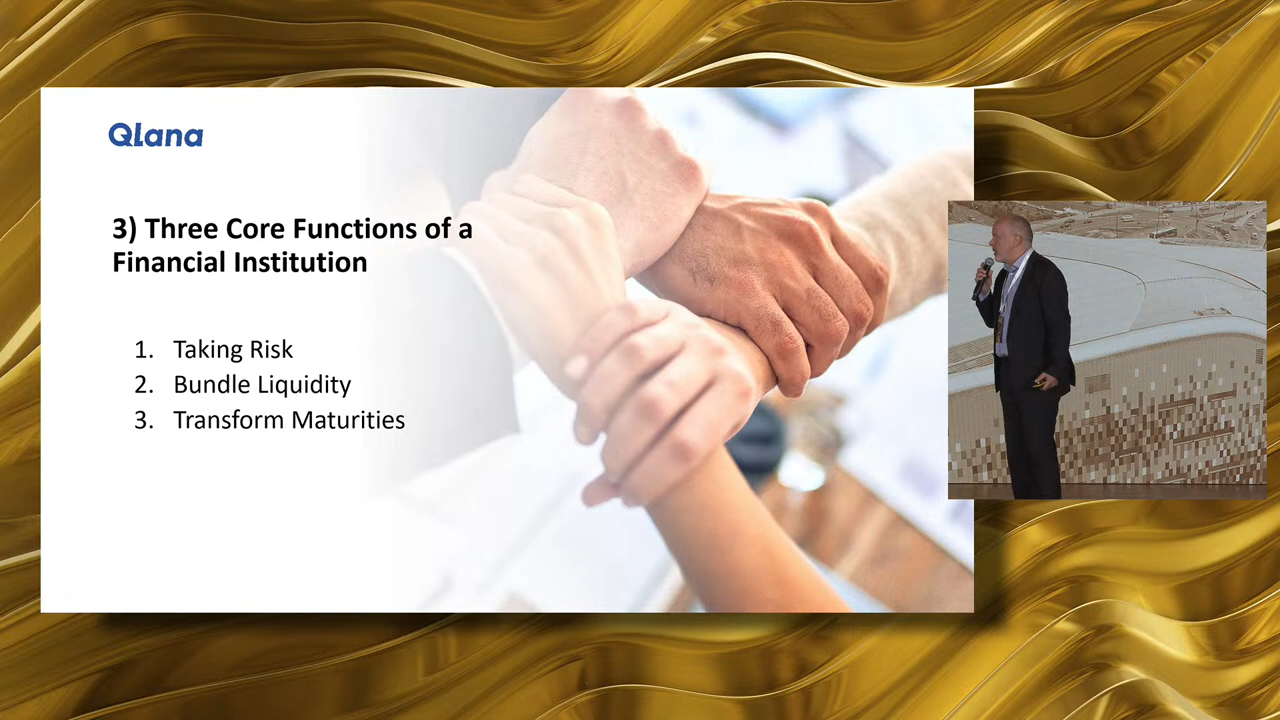 Qlana
3) Three Core Functions of a
Financial Institution
1. Taking Risk
2. Bundle Liquidity
3. Transform Maturities